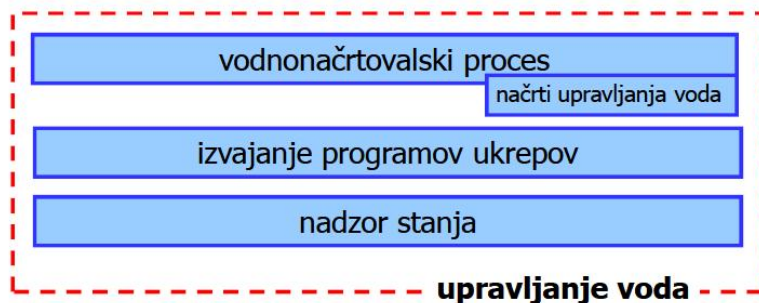 vodnonačrtovalski proces
načrti upravljanja voda
izvajanje programov ukrepov
nadzor stanja
upravljanje voda